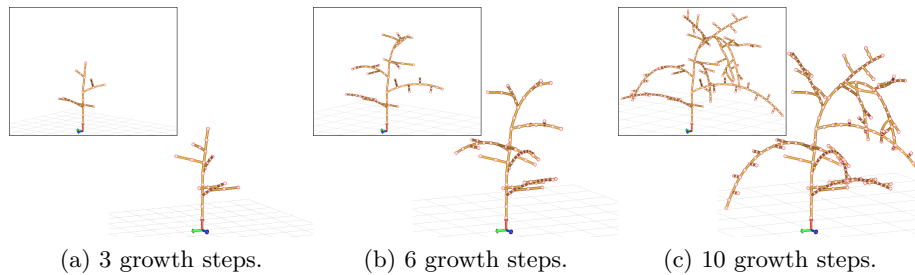 (a) 3 growth steps.
(b) 6 growth steps.
(c) 10 growth steps.